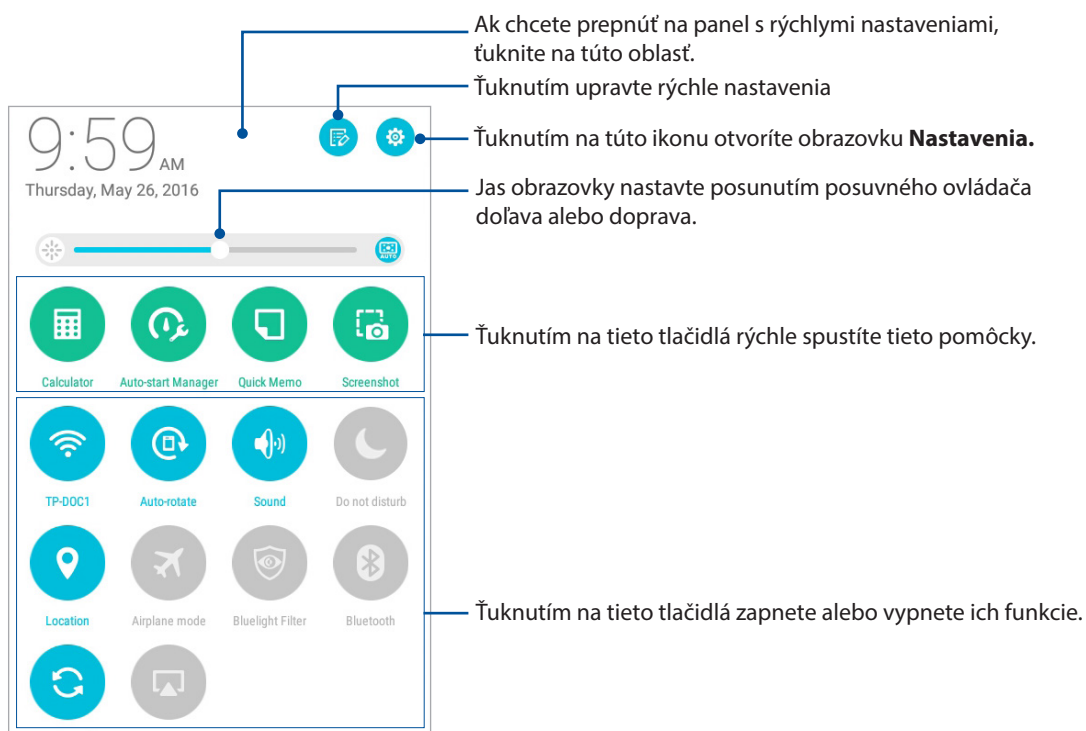 Ak chcete prepnúť na panel s rýchlymi nastaveniami,
ťuknite na túto oblasť.
Ťuknutím upravte rýchle nastavenia
9:59 AM
Ťuknutím na túto ikonu otvoríte obrazovku Nastavenia.
Thursday, May 26, 2016
Jas obrazovky nastavte posunutím posuvného ovládača
doľava alebo doprava.
AUTO
Ťuknutím na tieto tlačidlá rýchle spustíte tieto pomôcky.
Calculator Auto-start Manager Quick Memo Screenshot
TP-DOC1 Auto-rotate Sound Do not disturb
Location Airplane mode Bluelight Filter Bluetooth
Ťuknutím na tieto tlačidlá zapnete alebo vypnete ich funkcie.